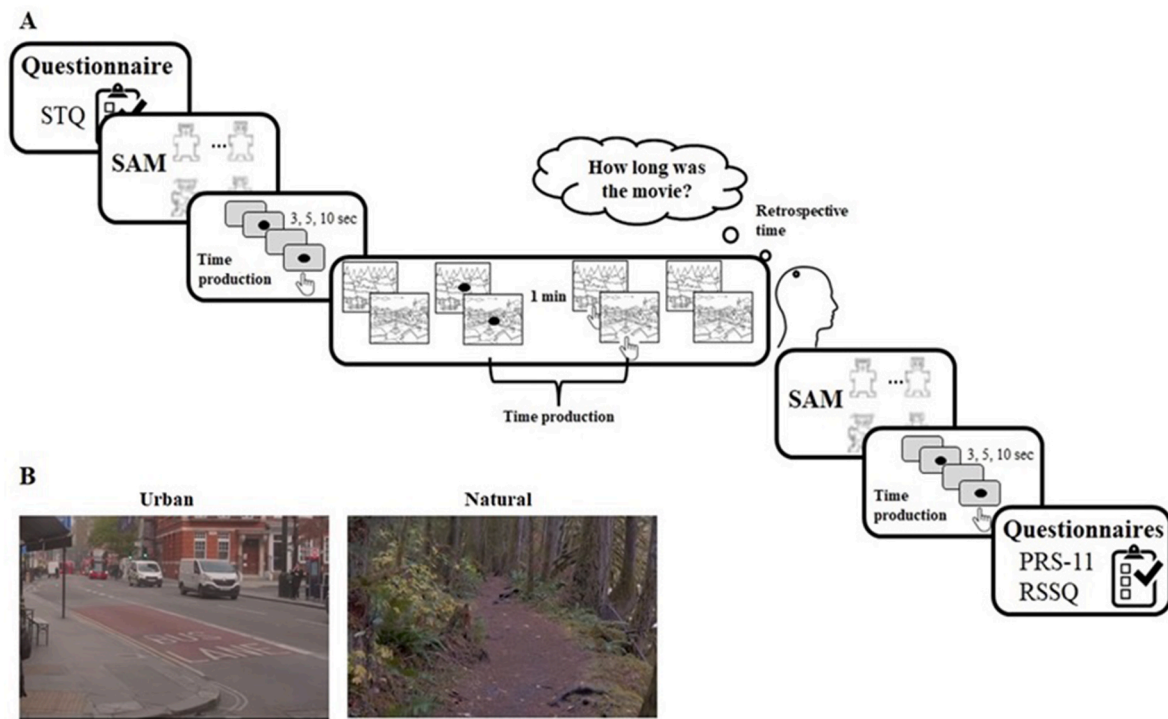 A
Questionnaire
STQ
SAM
...
3, 5, 10 sec
Time
production
How long was
the movie?
Retrospective
time
1 min
Time production
SAM
...
3, 5, 10 sec
Time
production
Questionnaires
PRS-11
RSSQ
B
Urban
Natural
BUS
LANE